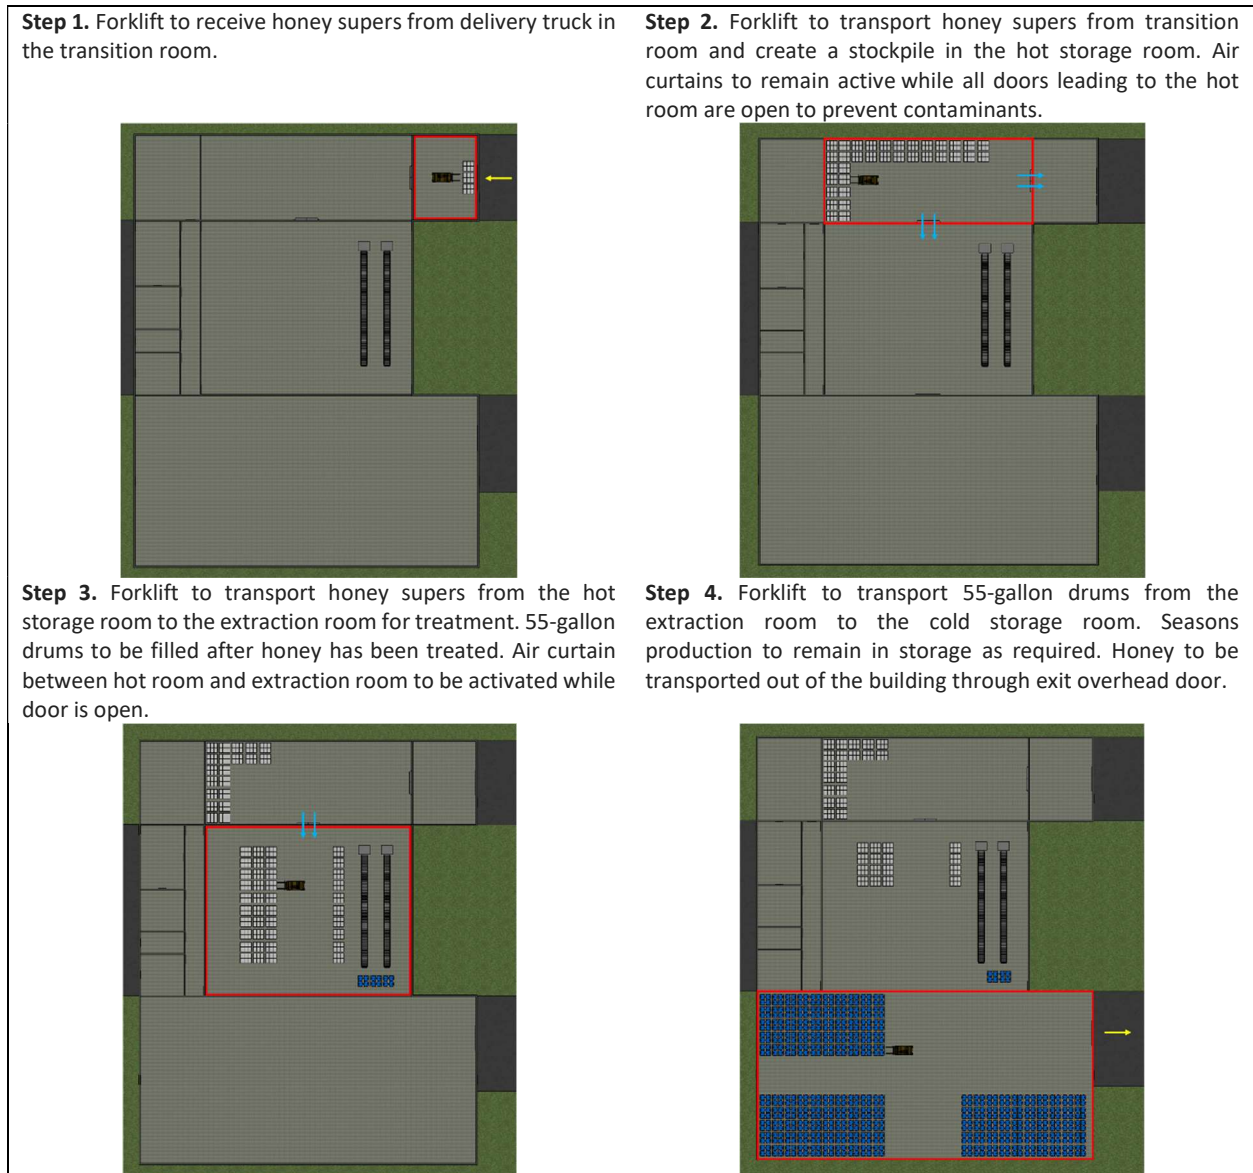 Step 1. Forklift to receive honey supers from delivery truck in
the transition room.
Step 2. Forklift to transport honey supers from transition
room and create a stockpile in the hot storage room. Air
curtains to remain active while all doors leading to the hot
room are open to prevent contaminants.
Step 3. Forklift to transport honey supers from the hot
storage room to the extraction room for treatment. 55-gallon
drums to be filled after honey has been treated. Air curtain
between hot room and extraction room to be activated while
door is open.
Step 4. Forklift to transport 55-gallon drums from the
extraction room to the cold storage room. Seasons
production to remain in storage as required. Honey to be
transported out of the building through exit overhead door.